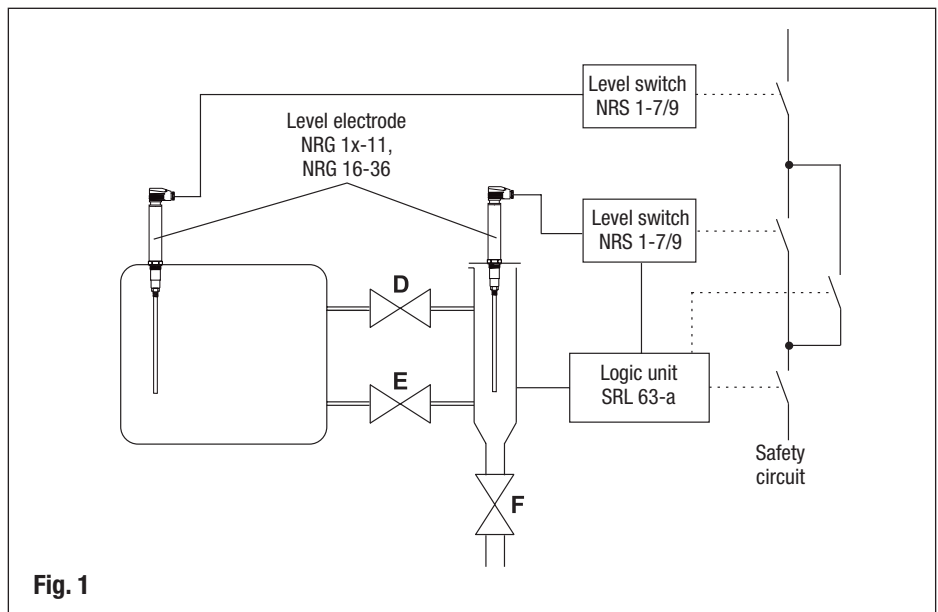 Level switch
NRS 1-7/9
Level electrode
NRG 1x-11,
NRG 16-36
Level switch
NRS 1-7/9
D
E
Logic unit
SRL 63-a
Safety
circuit
F
Fig. 1